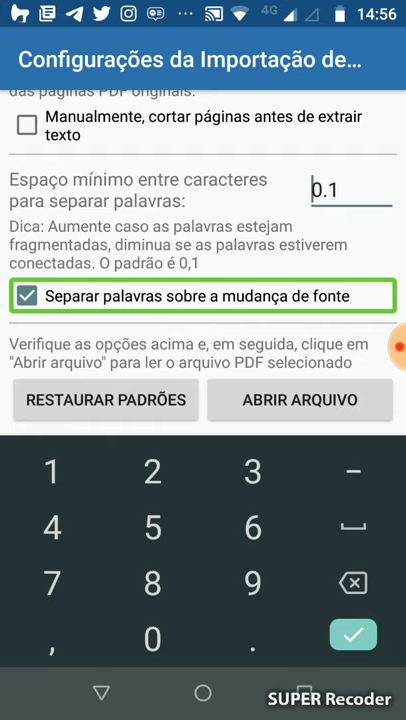 4G 14:56
Configurações da Importação de...
das páginas PDF originais.
Manualmente, cortar páginas antes de extrair
texto
Espaço mínimo entre caracteres
para separar palavras:
0.1
Dica: Aumente caso as palavras estejam
fragmentadas, diminua se as palavras estiverem
conectadas. O padrão é 0,1
Separar palavras sobre a mudança de fonte
Verifique as opções acima e, em seguida, clique em
"Abrir arquivo" para ler o arquivo PDF selecionado
RESTAURAR PADRÕES ABRIR ARQUIVO
1 2 3 –
4 5 6
7 8 9
, 0 .
SUPER Recoder